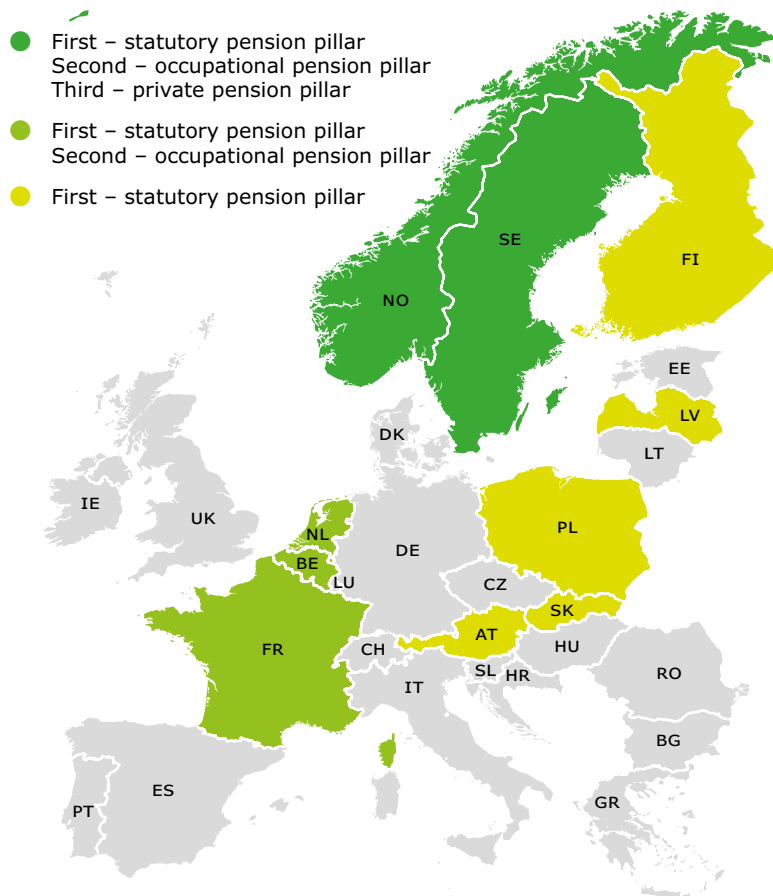 First – statutory pension pillar
Second – occupational pension pillar
Third – private pension pillar
First – statutory pension pillar
Second – occupational pension pillar
First – statutory pension pillar
SE
FI
NO
EE
LV
DK
LT
IE
UK
NL
PL
DE
BE
LU
CZ
SK
AT
FR
CH
HU
SL
HR
IT
RO
BG
ES
PT
GR